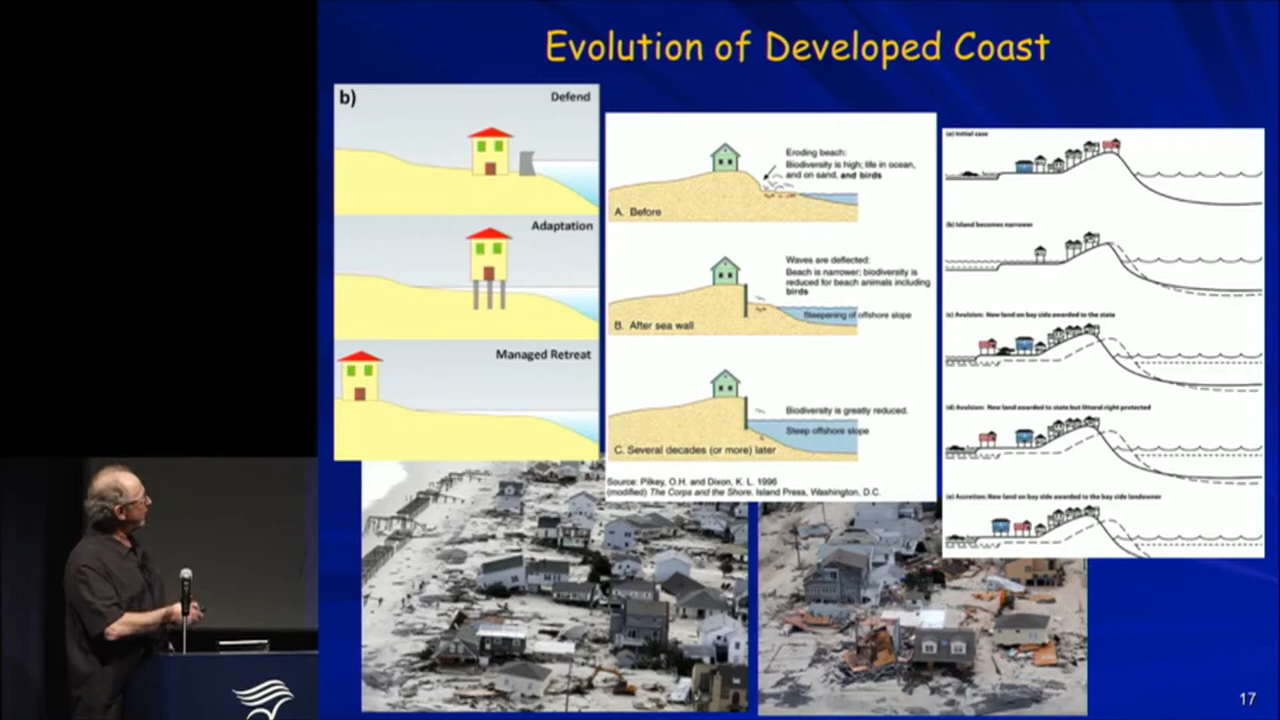 Evolution of Developed Coast
b)
Defend
Adaptation
Managed Retreat
Eroding beach:
Biodiversity is high; life in ocean,
and on sand, and birds
A. Before
Waves are deflected:
Beach is narrower; biodiversity is
reduced for beach animals including
birds
Steepening of offshore slope
B. After sea wall
Biodiversity is greatly reduced.
Steep offshore slope
C. Several decades (or more) later
Source: Pilkey, O.H. and Dixon, K. L. 1996
(modified) The Corps and the Shore. Island Press, Washington, D.C.
(a) Initial case
(b) Island becomes narrower
(c) Avulsion: New land on bay side awarded to the state
(d) Avulsion: New land awarded to state but littoral right protected
(e) Accretion: New land on bay side awarded to the bay side landowner
17